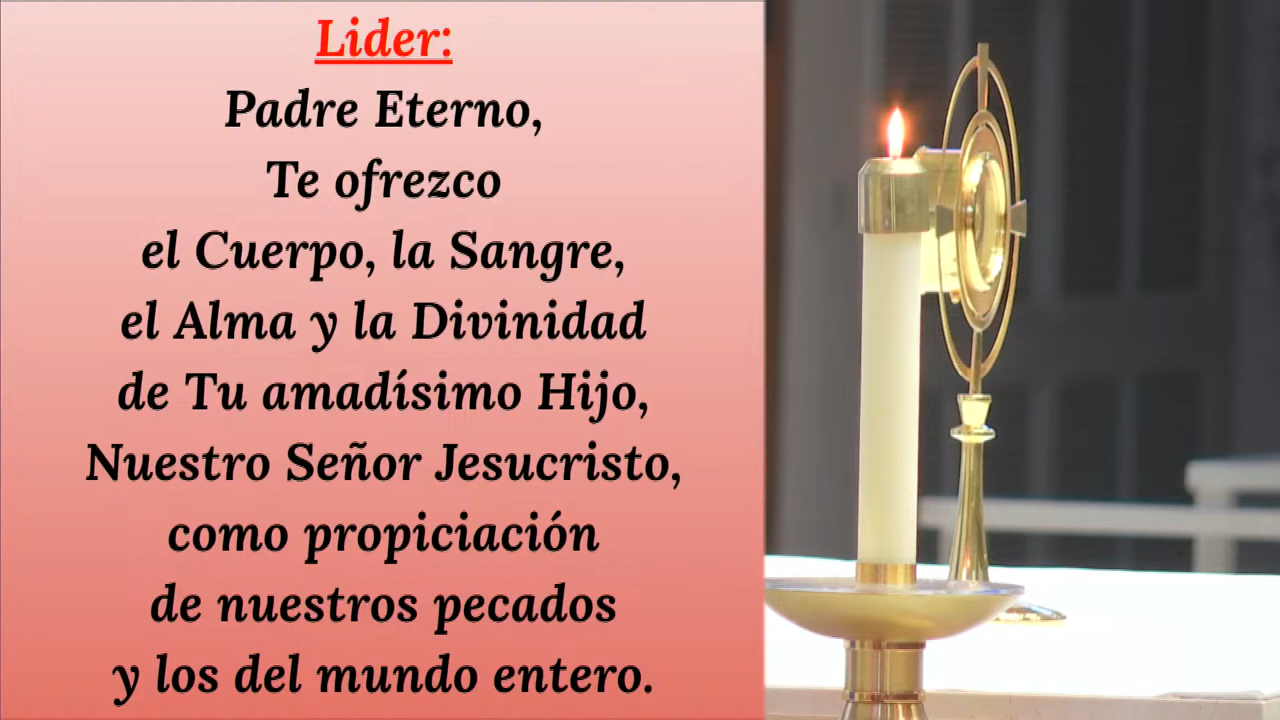 Lider:
Padre Eterno,
Te ofrezco
el Cuerpo, la Sangre,
el Alma y la Divinidad
de Tu amadísimo Hijo,
Nuestro Señor Jesucristo,
como propiciación
de nuestros pecados
y los del mundo entero.